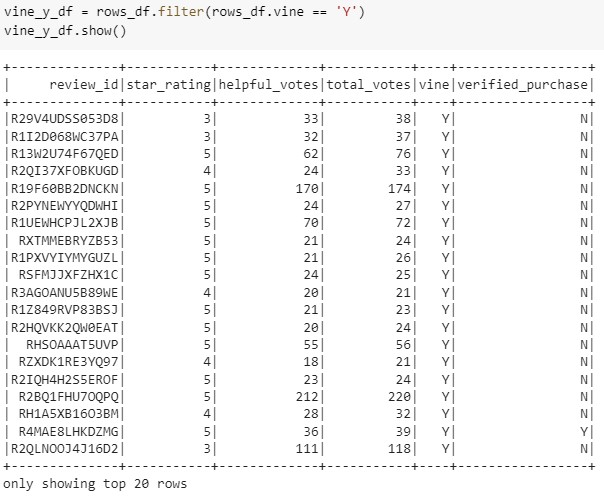 vine_y_df = rows_df.filter(rows_df.vine == 'Y')
vine_y_df.show()
+--------------+-----------+-------------+-----------+----+-----------------+
|     review_id|star_rating|helpful_votes|total_votes|vine|verified_purchase|
+--------------+-----------+-------------+-----------+----+-----------------+
|R29V4UDSS053D8|          3|           33|         38|   Y|                N|
|R1I2D068WC37PA|          3|           32|         37|   Y|                N|
|R13W2U74F67QED|          5|           62|         76|   Y|                N|
|R2QI37XFOBKUGD|          4|           24|         33|   Y|                N|
|R19F60BB2DNCKN|          5|          170|        174|   Y|                N|
|R2PYNEWYYQDWHI|          5|           24|         27|   Y|                N|
|R1UEWHCPJL2XJB|          5|           70|         72|   Y|                N|
| RXTMMEBRYZB53|          5|           21|         24|   Y|                N|
|R1PXVYIYMYGUZL|          5|           21|         26|   Y|                N|
| RSFMJJXFZHX1C|          5|           24|         25|   Y|                N|
|R3AGOANU5B89WE|          4|           20|         21|   Y|                N|
|R1Z849RVP83BSJ|          5|           21|         23|   Y|                N|
|R2HQVKK2QW0EAT|          5|           20|         24|   Y|                N|
|  RHSOAAAT5UVP|          5|           55|         56|   Y|                N|
| RZXDK1RE3YQ97|          4|           18|         21|   Y|                N|
|R2IQH4H2S5EROF|          5|           23|         24|   Y|                N|
| R2BQ1FHU7OQPQ|          5|          212|        220|   Y|                N|
| RH1A5XB16O3BM|          4|           28|         32|   Y|                N|
| R4MAE8LHKDZMG|          5|           36|         39|   Y|                Y|
|R2QLNOOJ4J16D2|          3|          111|        118|   Y|                N|
+--------------+-----------+-------------+-----------+----+-----------------+
only showing top 20 rows